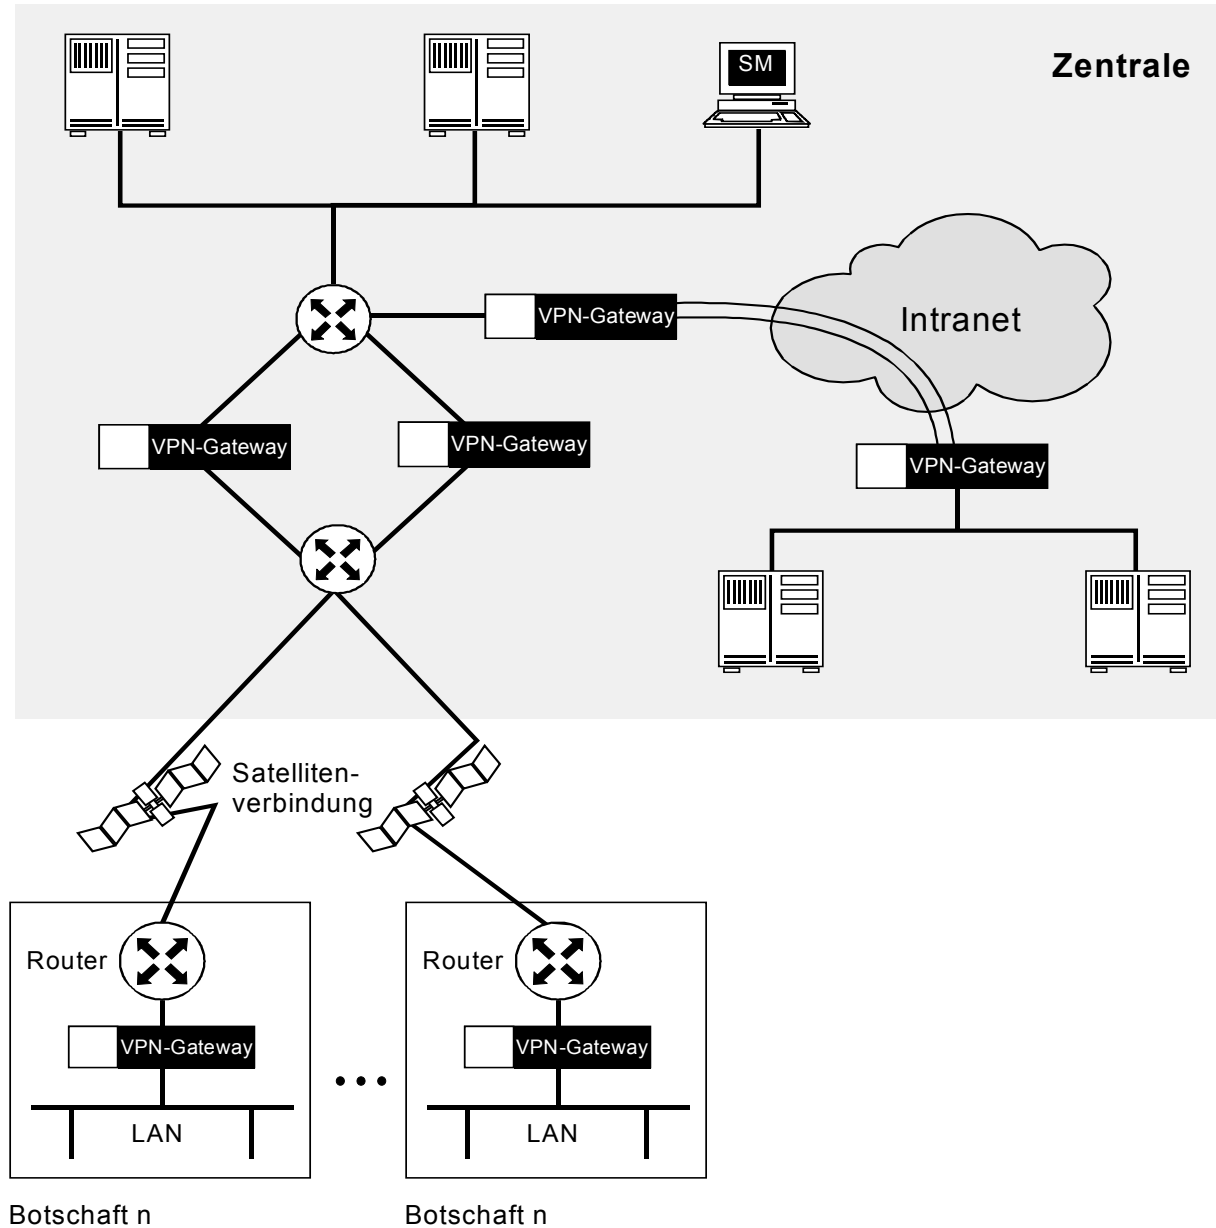 SM
Zentrale
VPN-Gateway
Intranet
VPN-Gateway
VPN-Gateway
VPN-Gateway
Satelliten-
verbindung
Router
Router
VPN-Gateway
VPN-Gateway
LAN
LAN
Botschaft n
Botschaft n